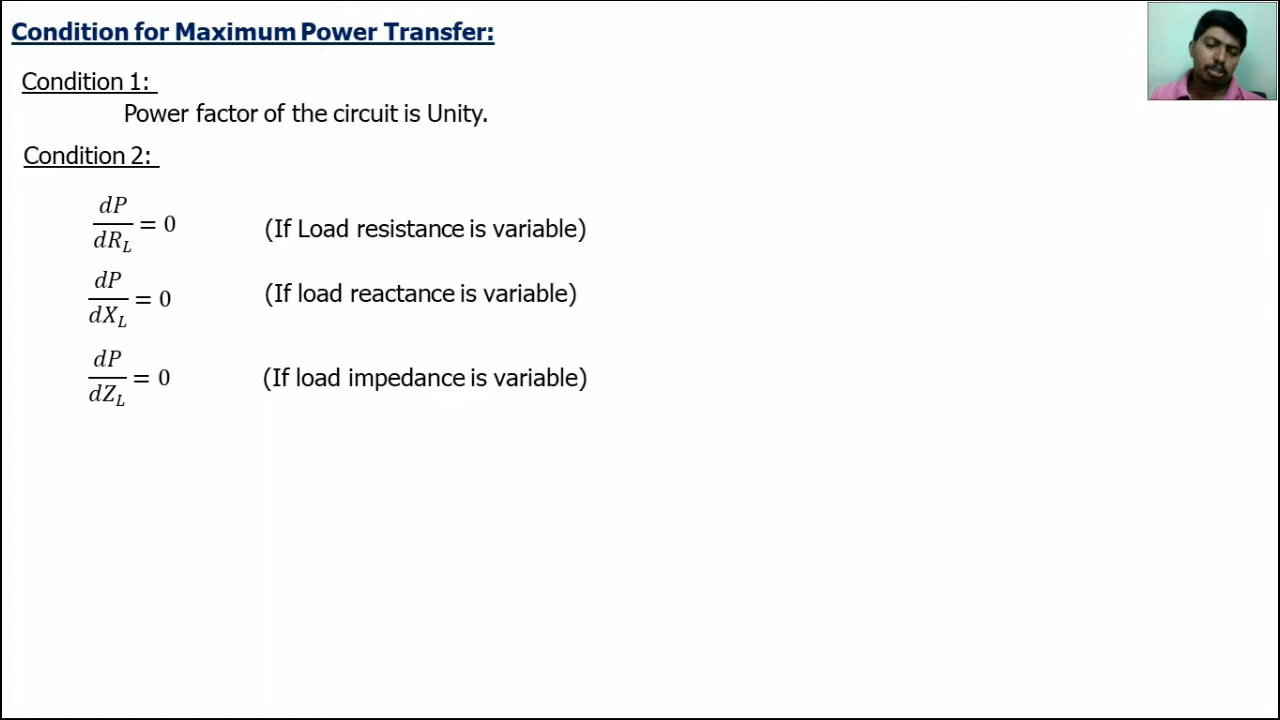 Condition for Maximum Power Transfer:
Condition 1:
Power factor of the circuit is Unity.
Condition 2:
dP/dR_L = 0 (If Load resistance is variable)
dP/dX_L = 0 (If load reactance is variable)
dP/dZ_L = 0 (If load impedance is variable)